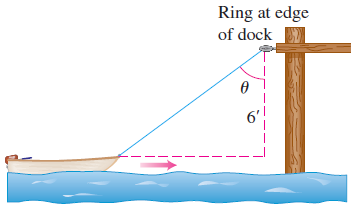 Ring at edge
of dock
θ
6'